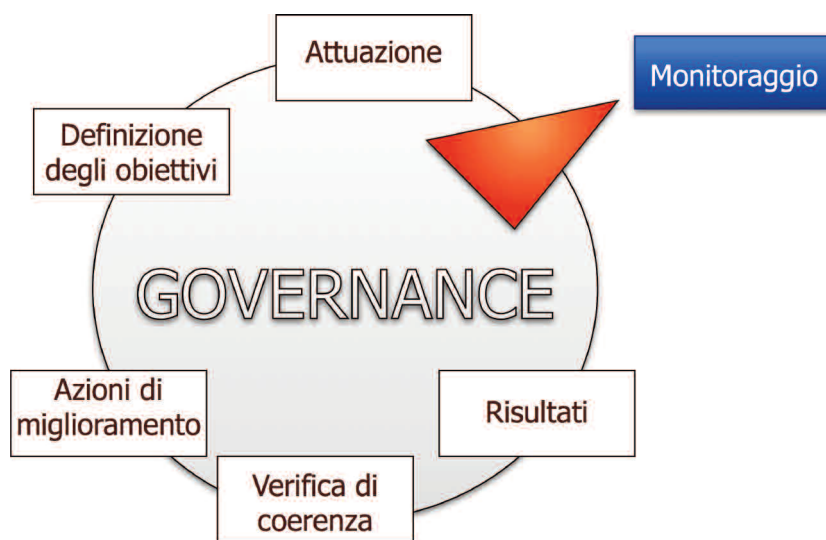 Attuazione
Monitoraggio
Definizione
degli obiettivi
GOVERNANCE
Azioni di
miglioramento
Risultati
Verifica di
coerenza